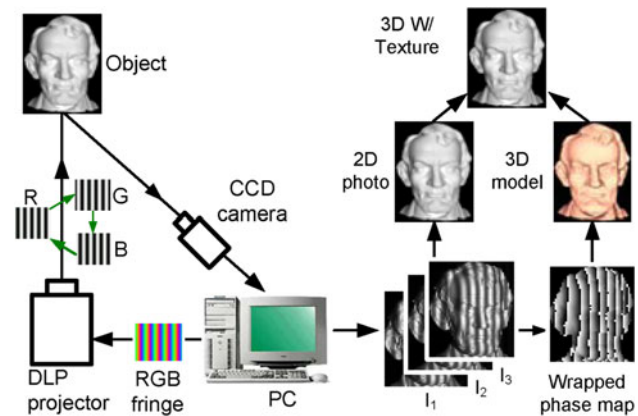 Object
R
G
B
CCD
camera
DLP
projector
RGB
fringe
PC
3D W/
Texture
2D
photo
3D
model
I1
I2
I3
Wrapped
phase map